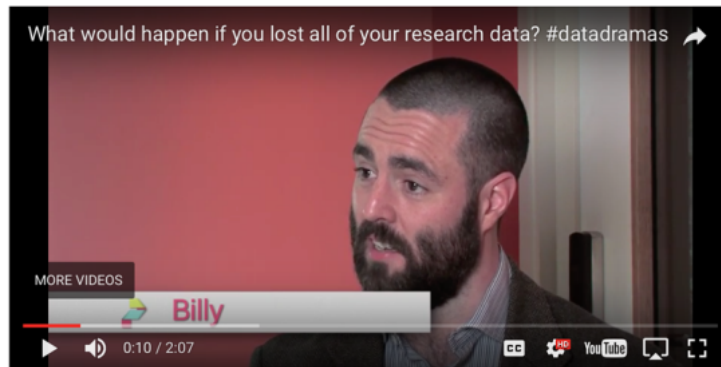 What would happen if you lost all of your research data? #datadramas
MORE VIDEOS
Billy
0:10 / 2:07
CC
HD
YouTube